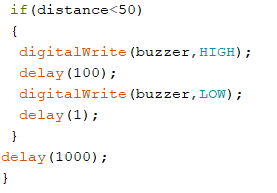 if(distance<50)
{
digitalWrite(buzzer,HIGH);
delay(100);
digitalWrite(buzzer,LOW);
delay(1);
}
delay(1000);
}